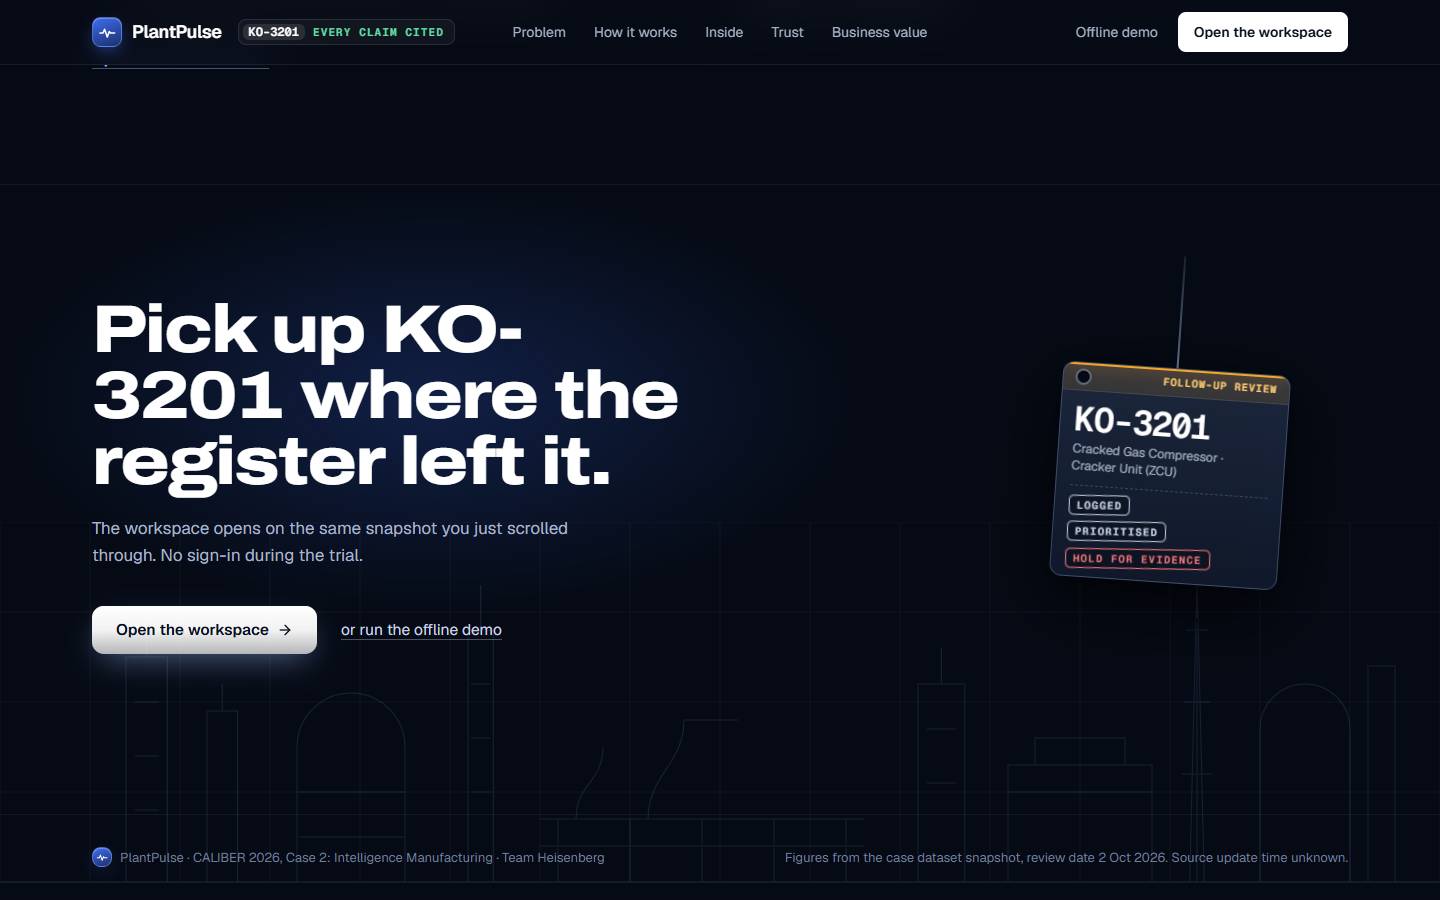 PlantPulse
KO-3201 EVERY CLAIM CITED
Problem
How it works
Inside
Trust
Business value
Offline demo
Open the workspace
Pick up KO-
3201 where the
register left it.
The workspace opens on the same snapshot you just scrolled
through. No sign-in during the trial.
Open the workspace →
or run the offline demo
FOLLOW-UP REVIEW
KO-3201
Cracked Gas Compressor ·
Cracker Unit (ZCU)
LOGGED
PRIORITISED
HOLD FOR EVIDENCE
PlantPulse · CALIBER 2026, Case 2: Intelligence Manufacturing · Team Heisenberg
Figures from the case dataset snapshot, review date 2 Oct 2026. Source update time unknown.